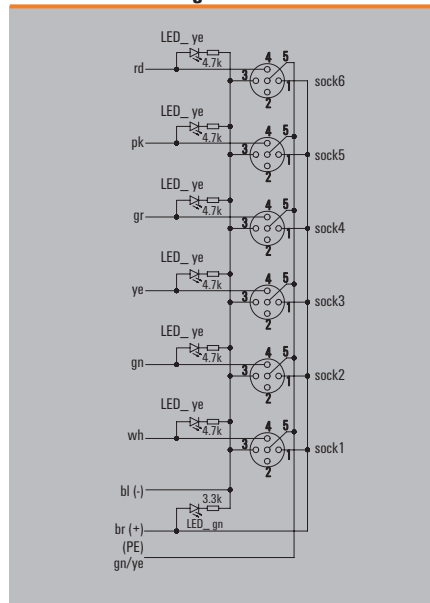 LED_ ye
rd
4.7k
4 5
3 1
2
sock6
LED_ ye
pk
4.7k
4 5
3 1
2
sock5
LED_ ye
gr
4.7k
4 5
3 1
2
sock4
LED_ ye
ye
4.7k
4 5
3 1
2
sock3
LED_ ye
gn
4.7k
4 5
3 1
2
sock2
LED_ ye
wh
4.7k
4 5
3 1
2
sock1
bl (-)
3.3k
br (+)
LED_ gn
(PE)
gn/ye